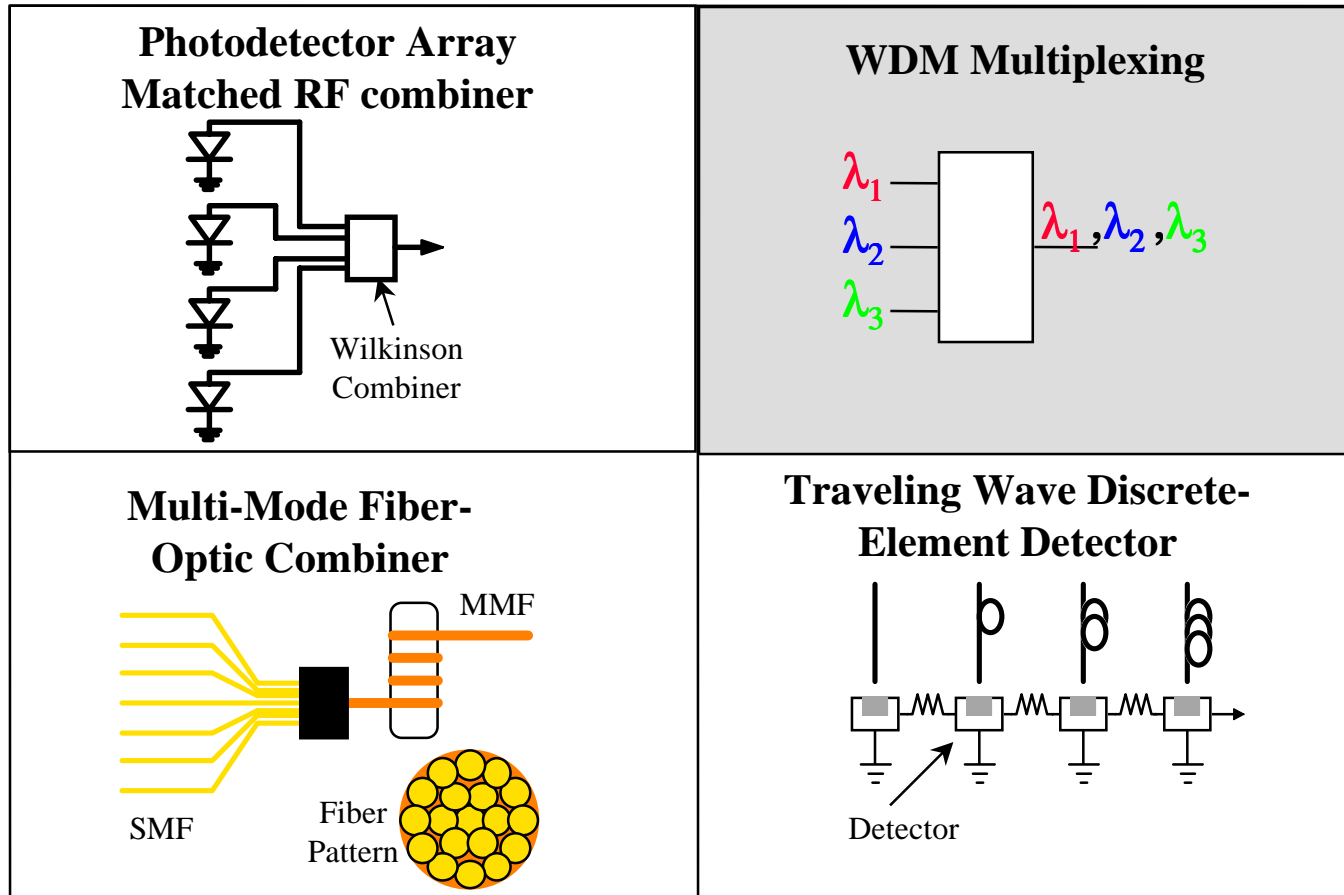 Photodetector Array
Matched RF combiner
Wilkinson
Combiner
WDM Multiplexing
λ1
λ2
λ3
λ1,λ2,λ3
Multi-Mode Fiber-
Optic Combiner
MMF
SMF
Fiber
Pattern
Traveling Wave Discrete-
Element Detector
Detector